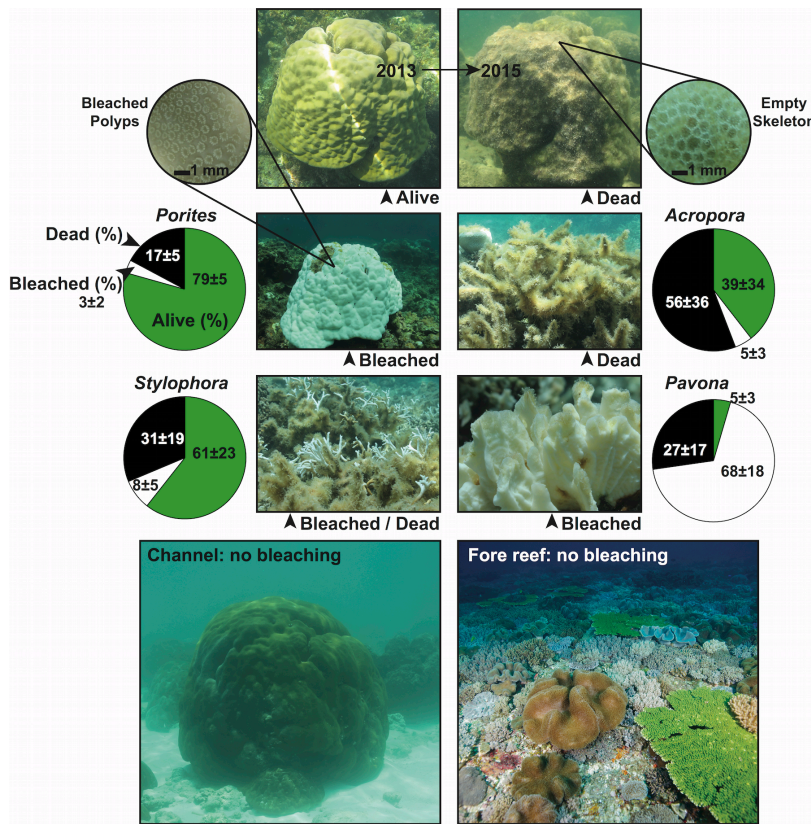 2013
2015
Bleached
Polyps
Empty
Skeleton
1 mm
1 mm
Alive
Dead
Porites
Dead (%)
17±5
Bleached (%)
3±2
79±5
Alive (%)
Acropora
56±36
39±34
5±3
Bleached
Dead
Stylophora
31±19
61±23
8±5
Pavona
5±3
27±17
68±18
Bleached / Dead
Bleached
Channel: no bleaching
Fore reef: no bleaching